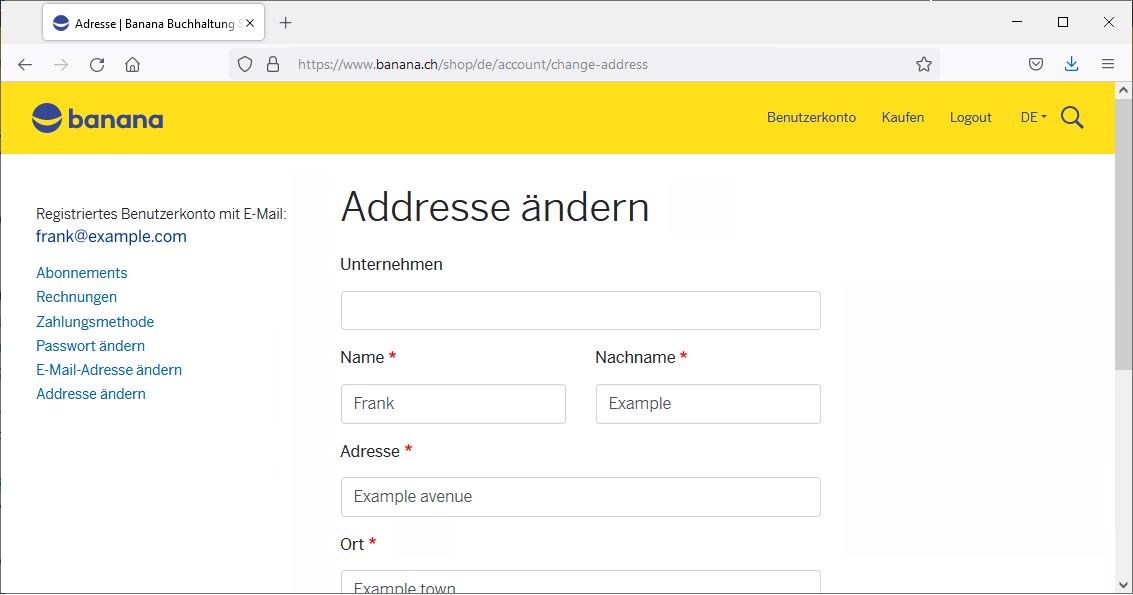 Adresse | Banana Buchhaltung S
https://www.banana.ch/shop/de/account/change-address
banana
Benutzerkonto Kaufen Logout DE
Registriertes Benutzerkonto mit E-Mail:
frank@example.com
Abonnements
Rechnungen
Zahlungsmethode
Passwort ändern
E-Mail-Adresse ändern
Addresse ändern
Addresse ändern
Unternehmen
Name * Nachname *
Frank Example
Adresse *
Example avenue
Ort *
Example town